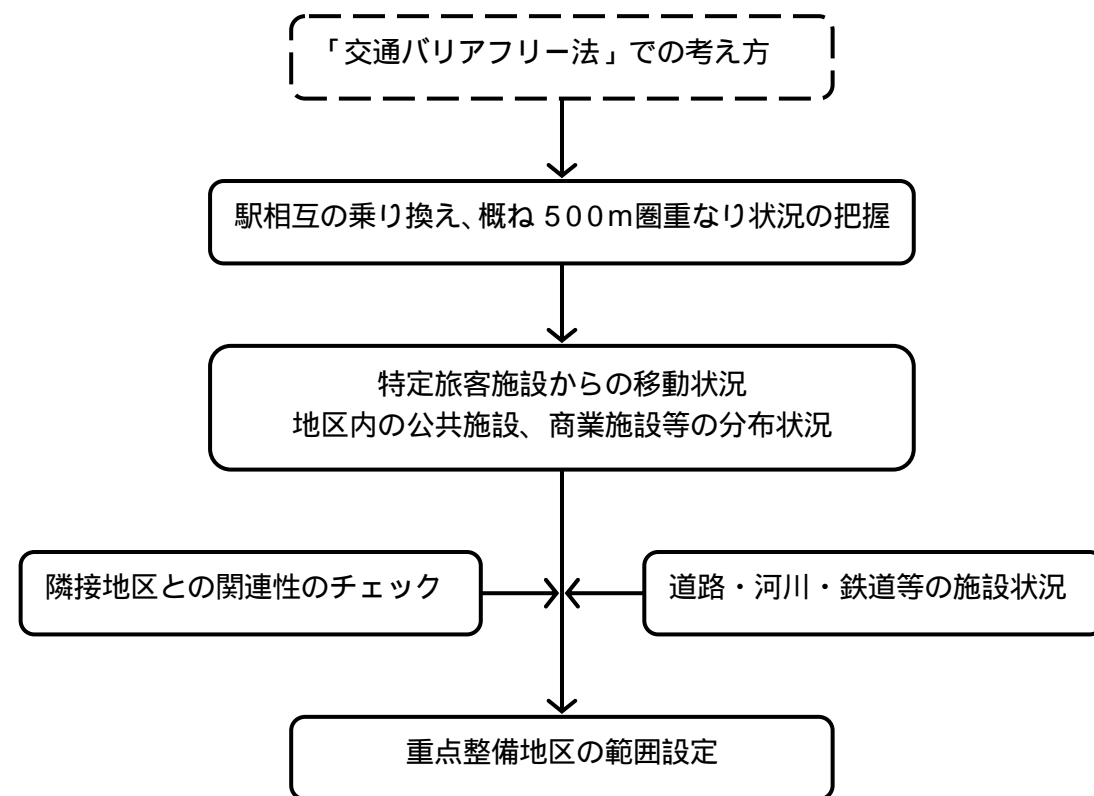 「交通バリアフリー法」での考え方
駅相互の乗り換え、概ね500m圏重なり状況の把握
特定旅客施設からの移動状況
地区内の公共施設、商業施設等の分布状況
隣接地区との関連性のチェック
道路・河川・鉄道等の施設状況
重点整備地区の範囲設定